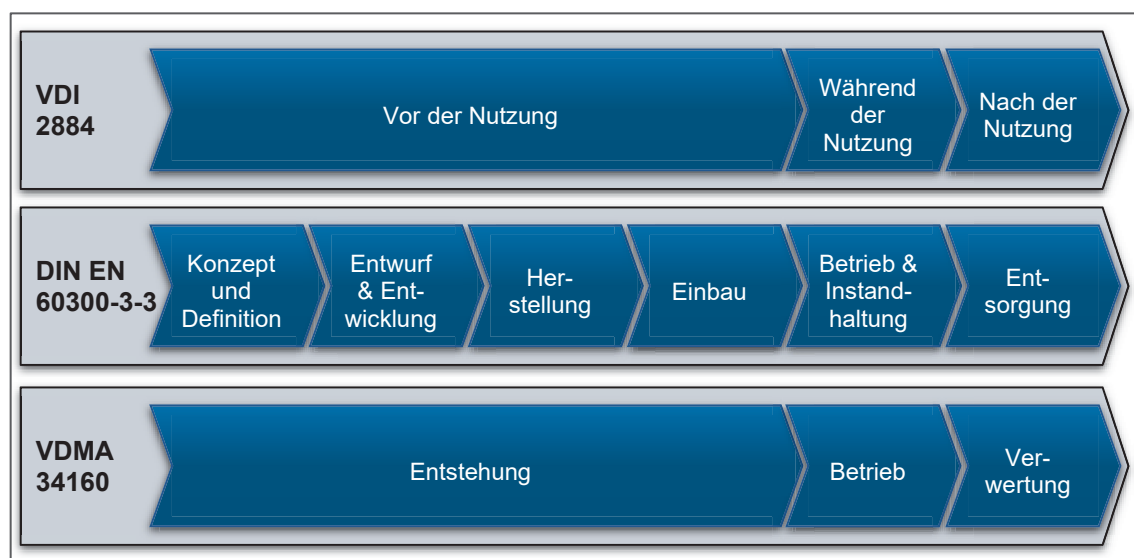 VDI
2884
Vor der Nutzung
Während
der
Nutzung
Nach der
Nutzung
DIN EN
60300-3-3
Konzept
und
Definition
Entwurf
& Ent-
wicklung
Her-
stellung
Einbau
Betrieb &
Instand-
haltung
Ent-
sorgung
VDMA
34160
Entstehung
Betrieb
Ver-
wertung